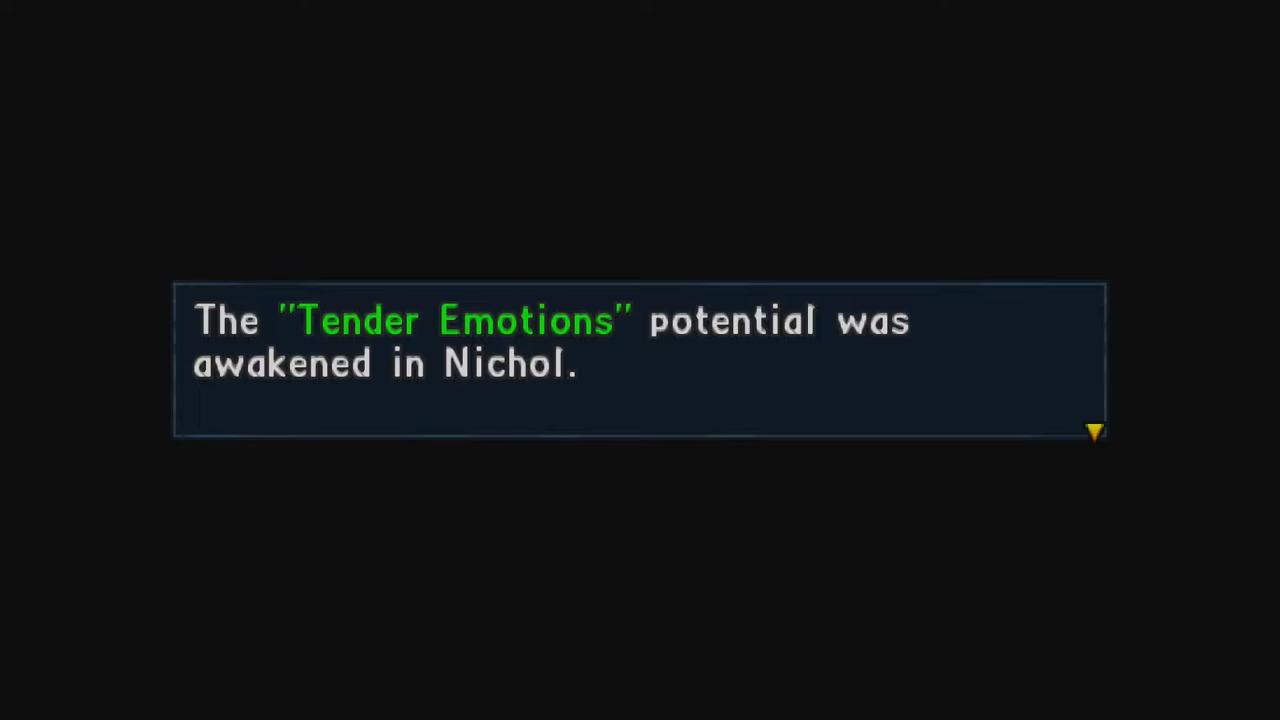 The "Tender Emotions" potential was
awakened in Nichol.